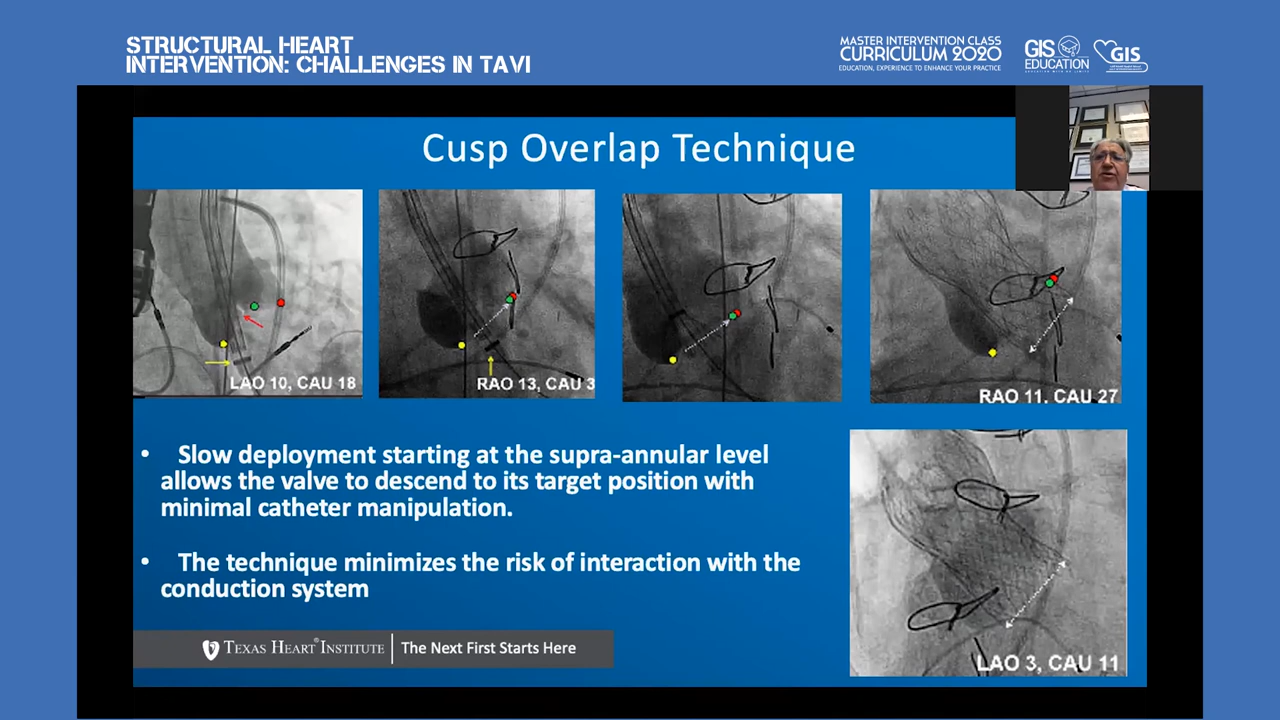 STRUCTURAL HEART
INTERVENTION: CHALLENGES IN TAVI
MASTER INTERVENTION CLASS
CURRICULUM 2020
EDUCATION, EXPERIENCE TO ENHANCE YOUR PRACTICE
GIS
EDUCATION
GIS
Cusp Overlap Technique
LAO 10, CAU 18
RAO 13, CAU 3
RAO 11, CAU 27
• Slow deployment starting at the supra-annular level
allows the valve to descend to its target position with
minimal catheter manipulation.
• The technique minimizes the risk of interaction with the
conduction system
LAO 3, CAU 11
TEXAS HEART® INSTITUTE | The Next First Starts Here